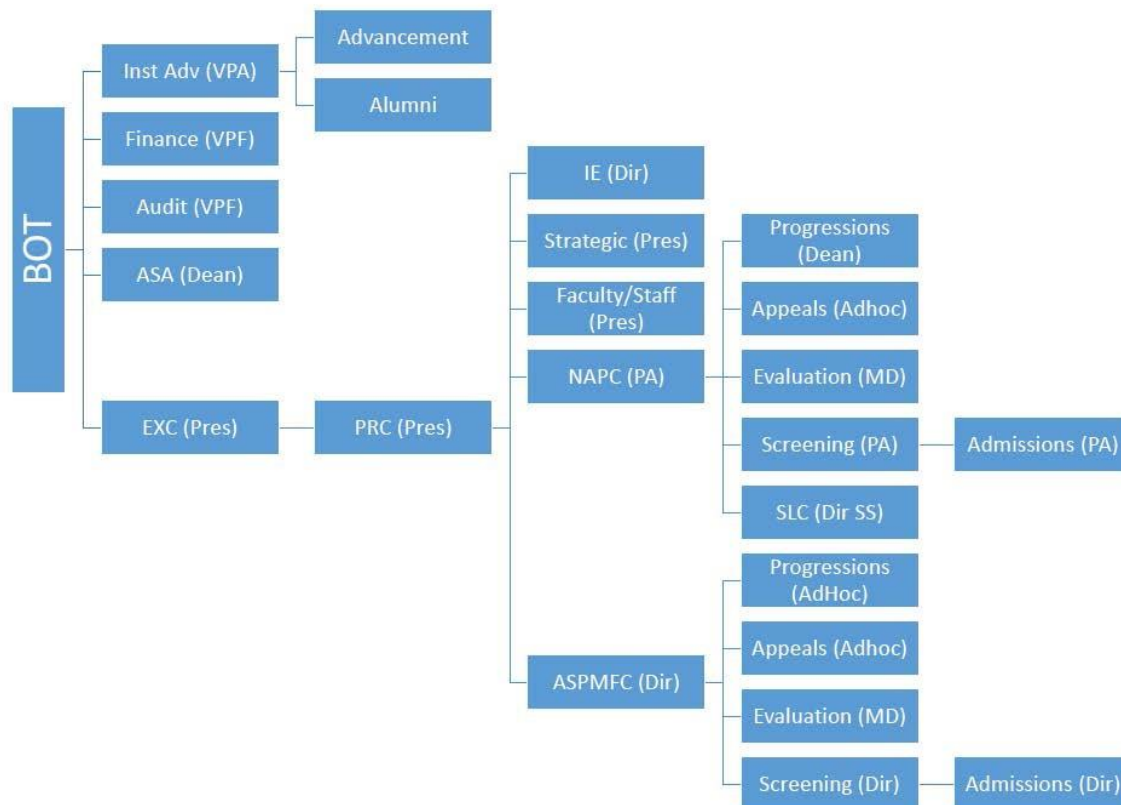 BOT
Inst Adv (VPA)
Advancement
Alumni
Finance (VPF)
Audit (VPF)
ASA (Dean)
EXC (Pres)
PRC (Pres)
IE (Dir)
Strategic (Pres)
Faculty/Staff
(Pres)
NAPC (PA)
Progressions
(Dean)
Appeals (Adhoc)
Evaluation (MD)
Screening (PA)
Admissions (PA)
SLC (Dir SS)
ASPMFC (Dir)
Progressions
(AdHoc)
Appeals (Adhoc)
Evaluation (MD)
Screening (Dir)
Admissions (Dir)